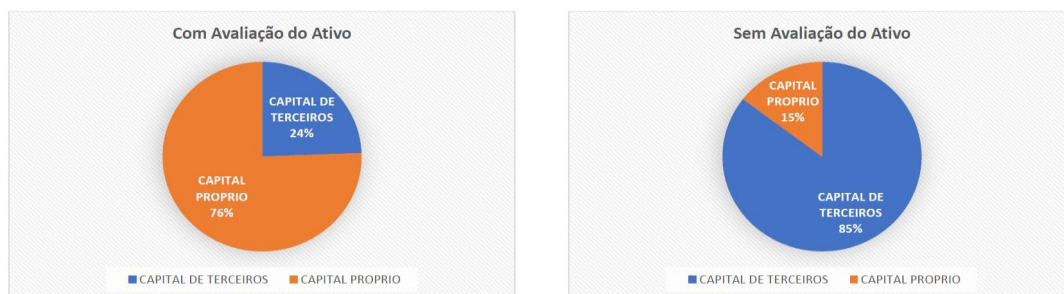 Com Avaliação do Ativo
CAPITAL DE
TERCEIROS
24%
CAPITAL
PROPRIO
76%
CAPITAL DE TERCEIROS CAPITAL PROPRIO
Sem Avaliação do Ativo
CAPITAL
PROPRIO
15%
CAPITAL DE
TERCEIROS
85%
CAPITAL DE TERCEIROS CAPITAL PROPRIO